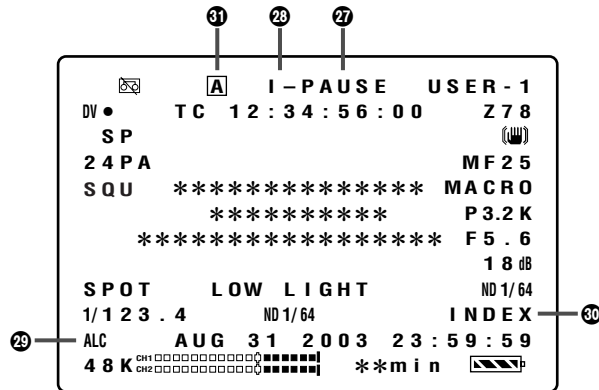 ㉛ ㉘ ㉗
A I–PAUSE USER-1
DV ● TC 12:34:56:00 Z78
SP
24PA MF25
SQU ************** MACRO
********** P3.2K
***************** F5.6
18dB
SPOT LOW LIGHT ND1/64
1/123.4 ND1/64 INDEX ㉚
㉙ ALC AUG 31 2003 23:59:59
48K CH1 CH2 **min